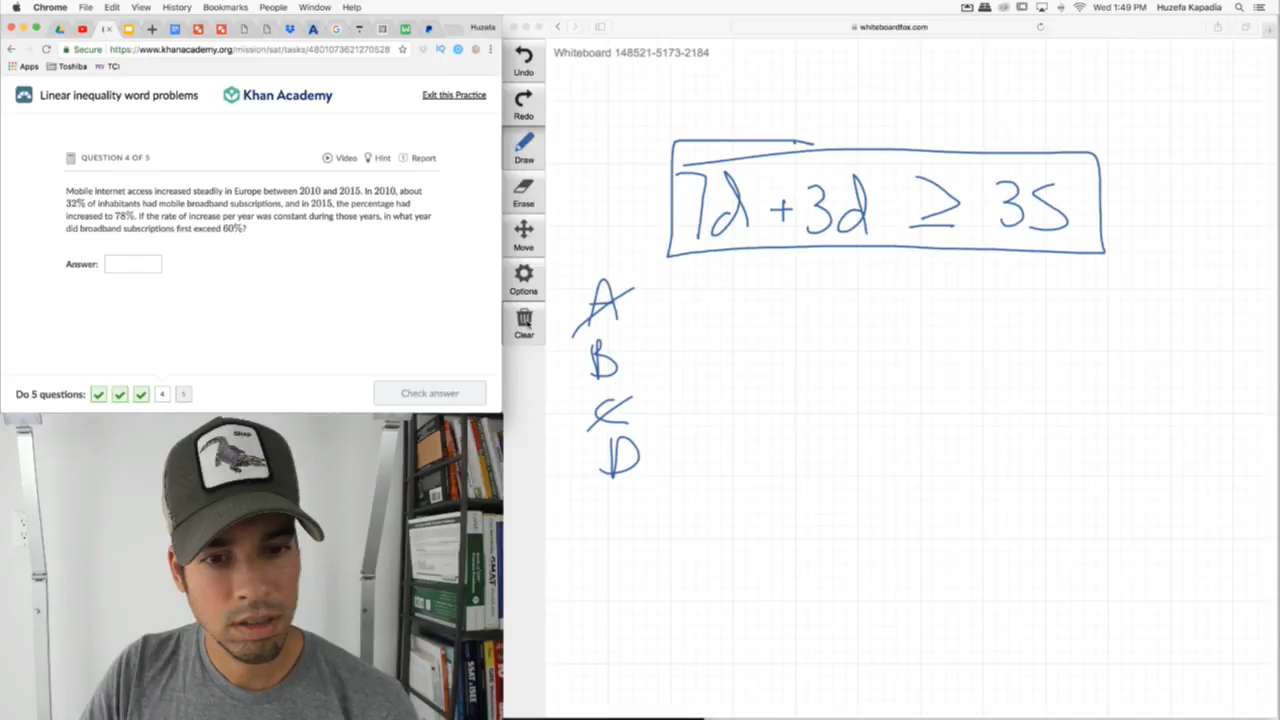 Chrome File Edit View History Bookmarks People Window Help
Wed 1:49 PM Huzefa Kapadia
Huzefa
Secure https://www.khanacademy.org/mission/sat/tasks/4801073621270528
Apps Toshiba TCI
whiteboardfox.com
Linear inequality word problems Khan Academy Exit this Practice
QUESTION 4 OF 5 Video Hint Report
Mobile internet access increased steadily in Europe between 2010 and 2015. In 2010, about
32% of inhabitants had mobile broadband subscriptions, and in 2015, the percentage had
increased to 78%. If the rate of increase per year was constant during those years, in what year
did broadband subscriptions first exceed 60%?
Answer:
Do 5 questions: 4 5 Check answer
Undo
Redo
Draw
Erase
Move
Options
Clear
Whiteboard 148521-5173-2184
7d + 3d ≥ 35
A
B
C
D
Snap
GMAT
SSAT & ISEE